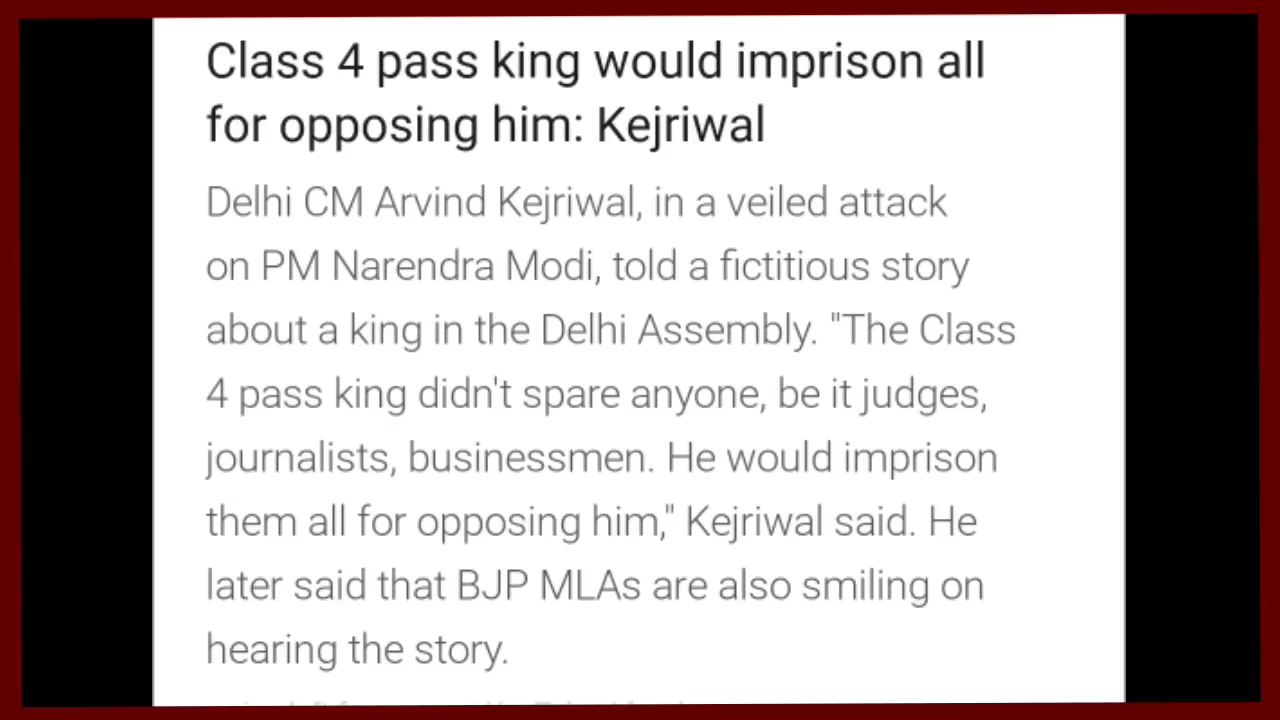 Class 4 pass king would imprison all
for opposing him: Kejriwal
Delhi CM Arvind Kejriwal, in a veiled attack
on PM Narendra Modi, told a fictitious story
about a king in the Delhi Assembly. "The Class
4 pass king didn't spare anyone, be it judges,
journalists, businessmen. He would imprison
them all for opposing him," Kejriwal said. He
later said that BJP MLAs are also smiling on
hearing the story.